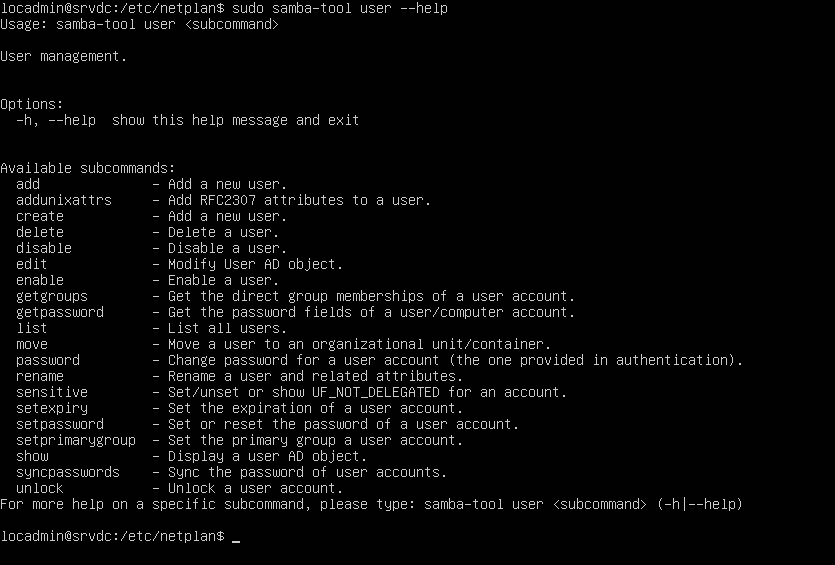 locadmin@srvdc:/etc/netplan$ sudo samba-tool user --help
Usage: samba-tool user <subcommand>
User management.
Options:
  -h, --help  show this help message and exit
Available subcommands:
  add              - Add a new user.
  addunixattrs     - Add RFC2307 attributes to a user.
  create           - Add a new user.
  delete           - Delete a user.
  disable          - Disable a user.
  edit             - Modify User AD object.
  enable           - Enable a user.
  getgroups        - Get the direct group memberships of a user account.
  getpassword      - Get the password fields of a user/computer account.
  list             - List all users.
  move             - Move a user to an organizational unit/container.
  password         - Change password for a user account (the one provided in authentication).
  rename           - Rename a user and related attributes.
  sensitive        - Set/unset or show UF_NOT_DELEGATED for an account.
  setexpiry        - Set the expiration of a user account.
  setpassword      - Set or reset the password of a user account.
  setprimarygroup  - Set the primary group a user account.
  show             - Display a user AD object.
  syncpasswords    - Sync the password of user accounts.
  unlock           - Unlock a user account.
For more help on a specific subcommand, please type: samba-tool user <subcommand> (-h|--help)
locadmin@srvdc:/etc/netplan$ _